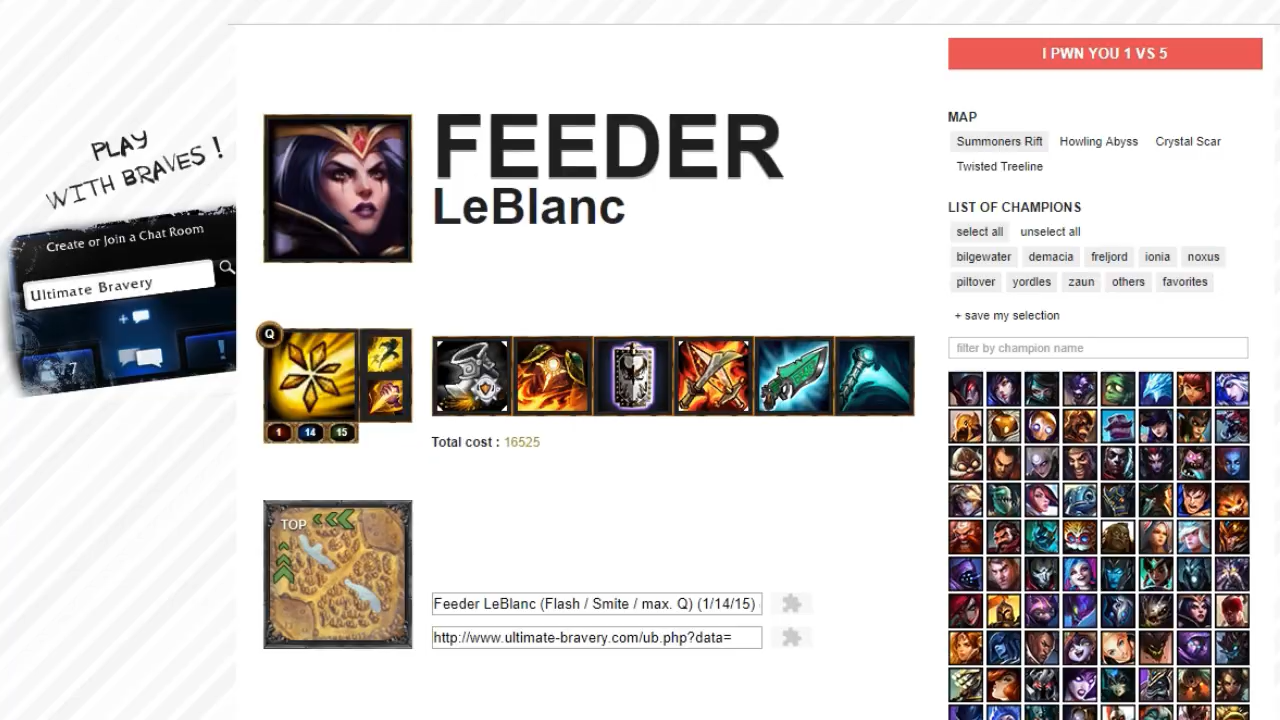 PLAY
WITH BRAVES !
Create or Join a Chat Room
Ultimate Bravery
FEEDER
LeBlanc
Q
1 14 15
Total cost : 16525
TOP
Feeder LeBlanc (Flash / Smite / max. Q) (1/14/15)
http://www.ultimate-bravery.com/ub.php?data=
I PWN YOU 1 VS 5
MAP
Summoners Rift Howling Abyss Crystal Scar
Twisted Treeline
LIST OF CHAMPIONS
select all unselect all
bilgewater demacia freljord ionia noxus
piltover yordles zaun others favorites
+ save my selection
filter by champion name